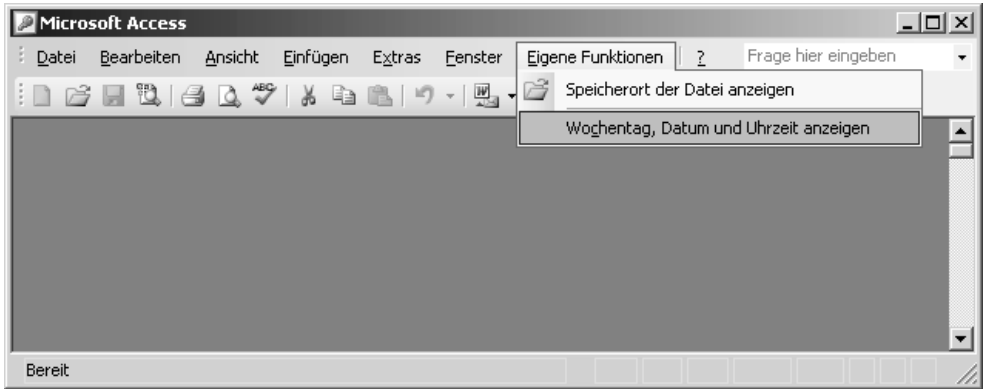 Microsoft Access
Datei Bearbeiten Ansicht Einfügen Extras Fenster Eigene Funktionen ? Frage hier eingeben
Speicherort der Datei anzeigen
Wochentag, Datum und Uhrzeit anzeigen
Bereit